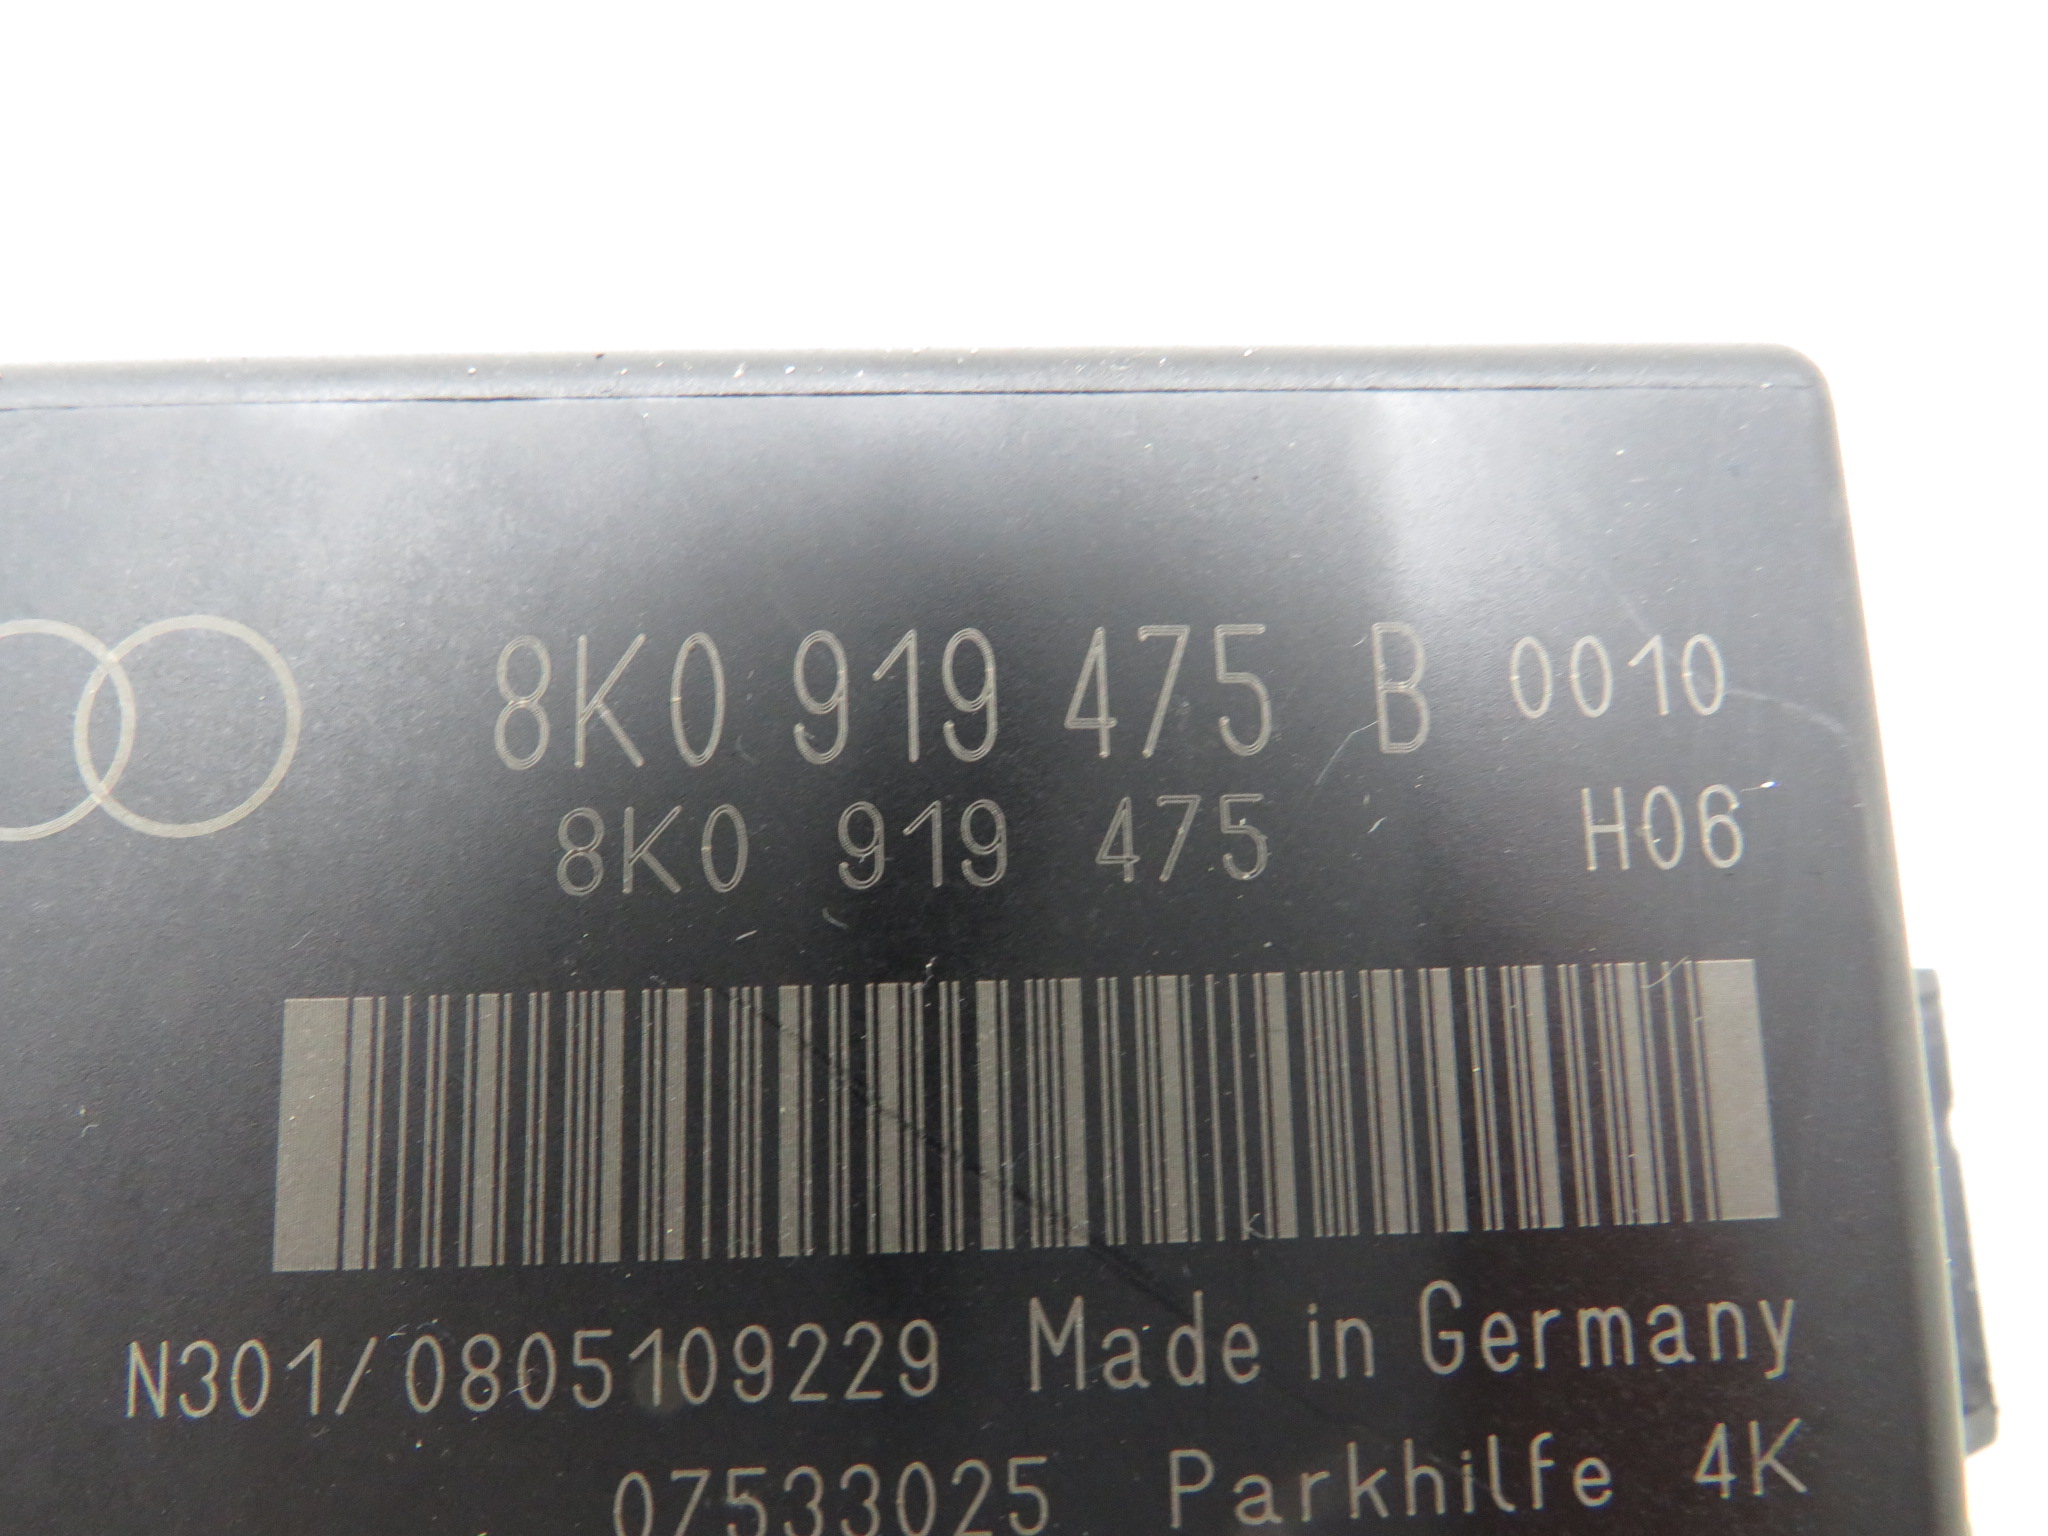 8K0 919 475 B 0010
8K0 919 475 H06
N301/0805109229 Made in Germany
07533025 Parkhilfe 4K